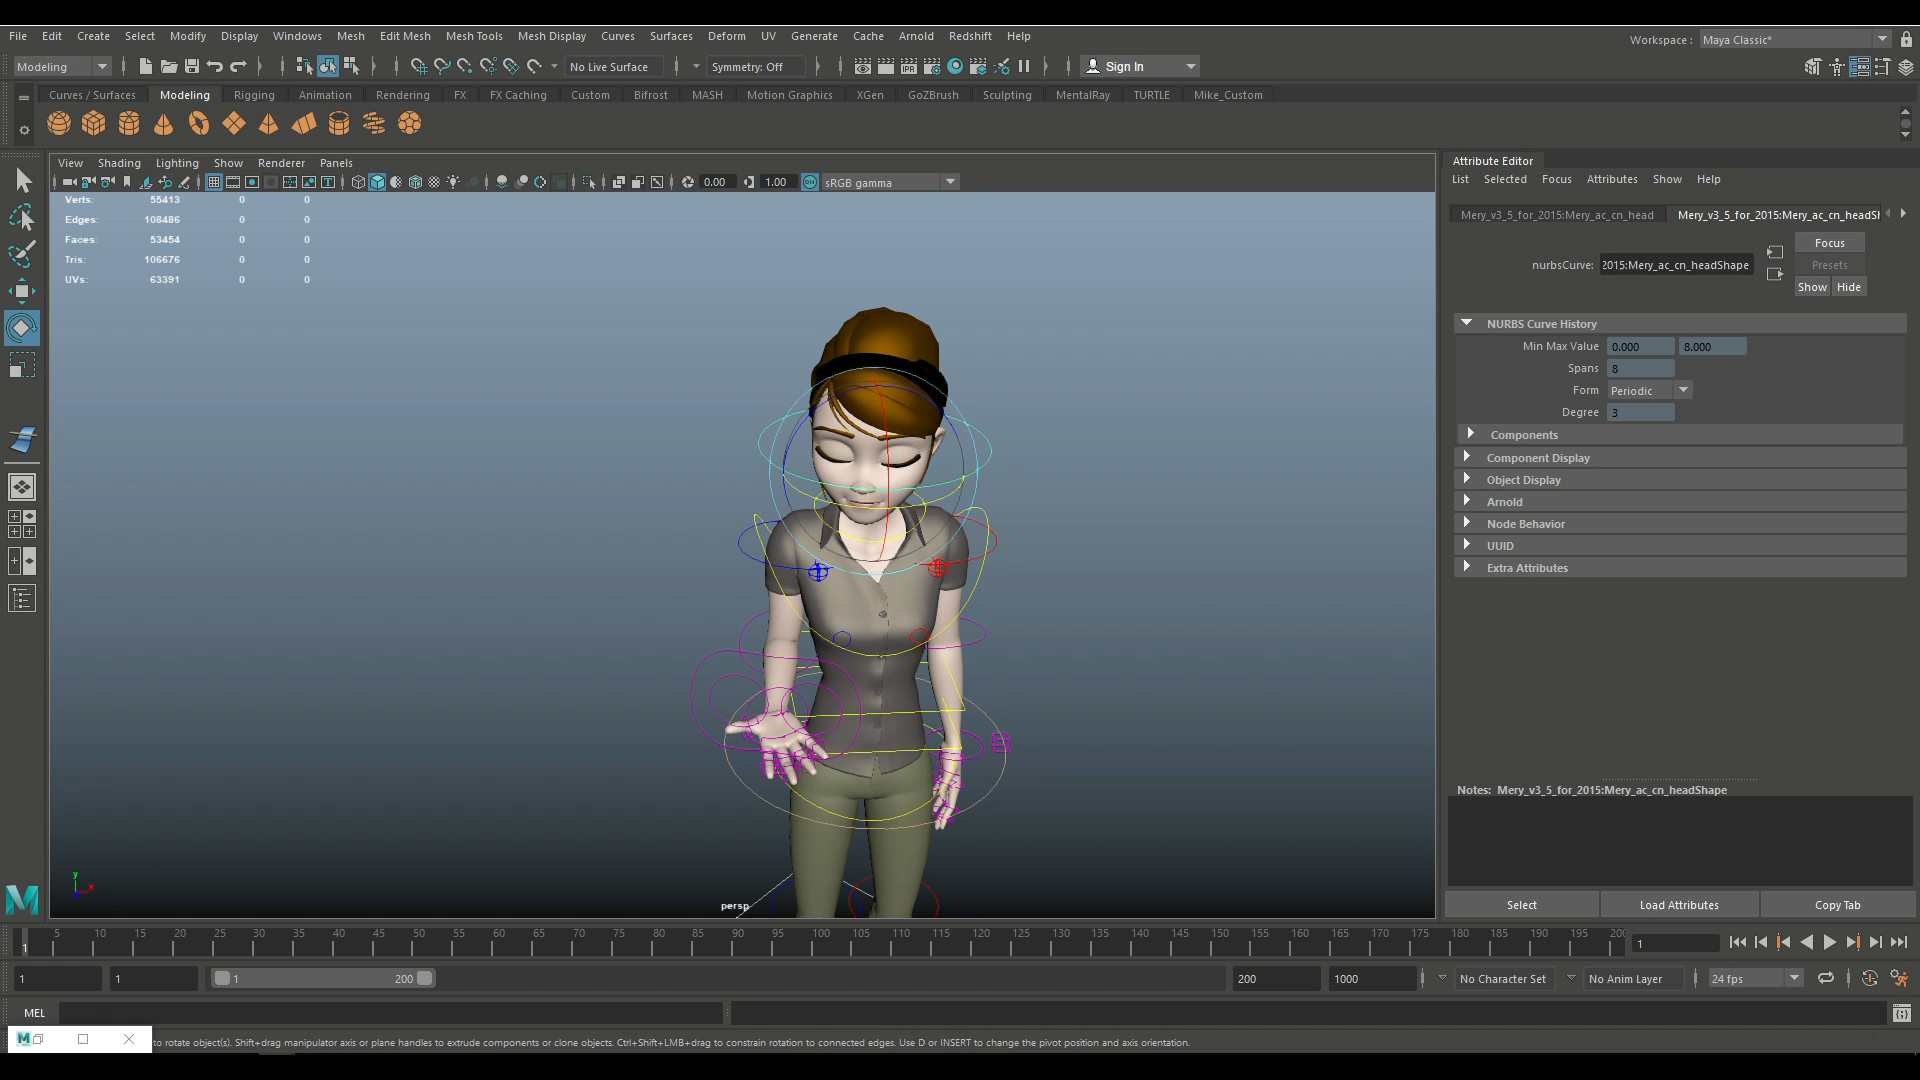 File Edit Create Select Modify Display Windows Mesh Edit Mesh Mesh Tools Mesh Display Curves Surfaces Deform UV Generate Cache Arnold Redshift Help
Workspace : Maya Classic*
Modeling No Live Surface Symmetry: Off IPR Sign In
Curves / Surfaces Modeling Rigging Animation Rendering FX FX Caching Custom Bifrost MASH Motion Graphics XGen GoZBrush Sculpting MentalRay TURTLE Mike_Custom
View Shading Lighting Show Renderer Panels
0.00 1.00 sRGB gamma
Verts: 55413 0 0
Edges: 108486 0 0
Faces: 53454 0 0
Tris: 106676 0 0
UVs: 63391 0 0
y
x
persp
Attribute Editor
List Selected Focus Attributes Show Help
Mery_v3_5_for_2015:Mery_ac_cn_head Mery_v3_5_for_2015:Mery_ac_cn_headSh
nurbsCurve: 2015:Mery_ac_cn_headShape
Focus
Presets
Show Hide
NURBS Curve History
Min Max Value 0.000 8.000
Spans 8
Form Periodic
Degree 3
Components
Component Display
Object Display
Arnold
Node Behavior
UUID
Extra Attributes
Notes: Mery_v3_5_for_2015:Mery_ac_cn_headShape
Select Load Attributes Copy Tab
1 5 10 15 20 25 30 35 40 45 50 55 60 65 70 75 80 85 90 95 100 105 110 115 120 125 130 135 140 145 150 155 160 165 170 175 180 185 190 195 200 1
1 1 1 200 200 1000 No Character Set No Anim Layer 24 fps
MEL
M to rotate object(s). Shift+drag manipulator axis or plane handles to extrude components or clone objects. Ctrl+Shift+LMB+drag to constrain rotation to connected edges. Use D or INSERT to change the pivot position and axis orientation.